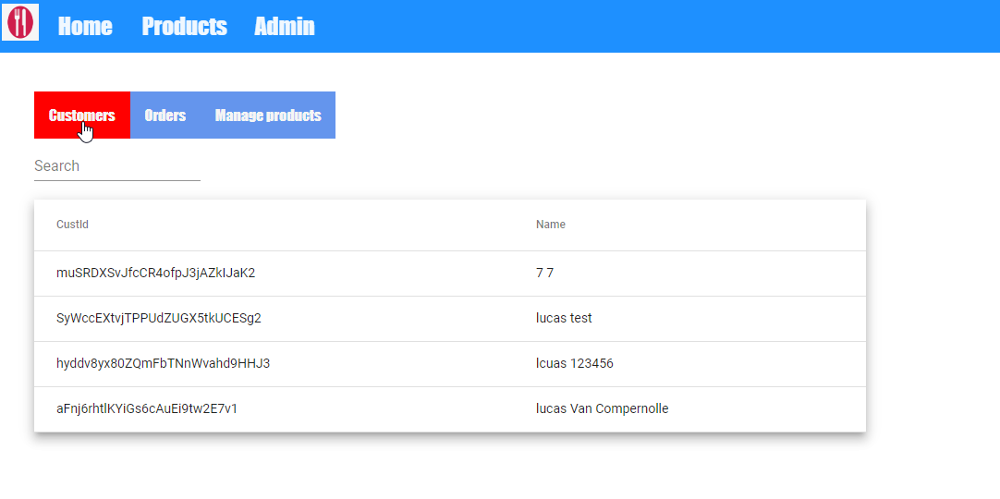 Home Products Admin
Customers Orders Manage products
Search
CustId Name
muSRDXSvJfcCR4ofpJ3jAZkIJaK2 7 7
SyWccEXtvjTPPUdZUGX5tkUCESg2 lucas test
hyddv8yx80ZQmFbTNnWvahd9HHJ3 lcuas 123456
aFnj6rhtlKYiGs6cAuEi9tw2E7v1 lucas Van Compernolle